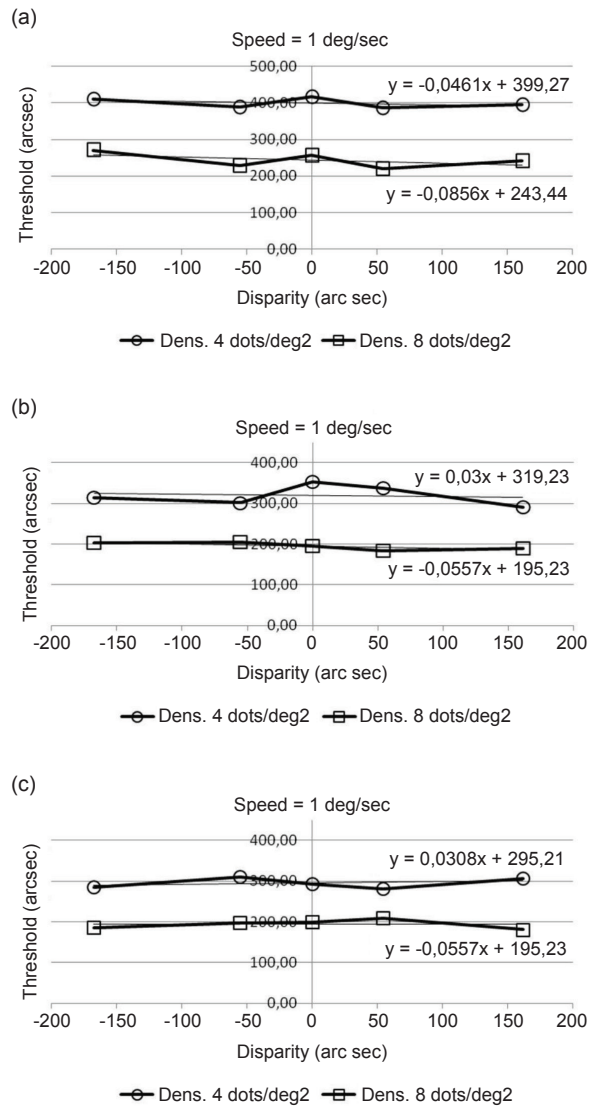 (a)
Speed = 1 deg/sec
500,00
y = -0,0461x + 399,27
400,00
300,00
200,00
y = -0,0856x + 243,44
100,00
0,00
Threshold (arcsec)
-200 -150 -100 -50 0 50 100 150 200
Disparity (arc sec)
Dens. 4 dots/deg2 Dens. 8 dots/deg2
(b)
Speed = 1 deg/sec
400,00
y = 0,03x + 319,23
300,00
200,00
y = -0,0557x + 195,23
100,00
0,00
Threshold (arcsec)
-200 -150 -100 -50 0 50 100 150 200
Disparity (arc sec)
Dens. 4 dots/deg2 Dens. 8 dots/deg2
(c)
Speed = 1 deg/sec
400,00
y = 0,0308x + 295,21
300,00
200,00
y = -0,0557x + 195,23
100,00
0,00
Threshold (arcsec)
-200 -150 -100 -50 0 50 100 150 200
Disparity (arc sec)
Dens. 4 dots/deg2 Dens. 8 dots/deg2